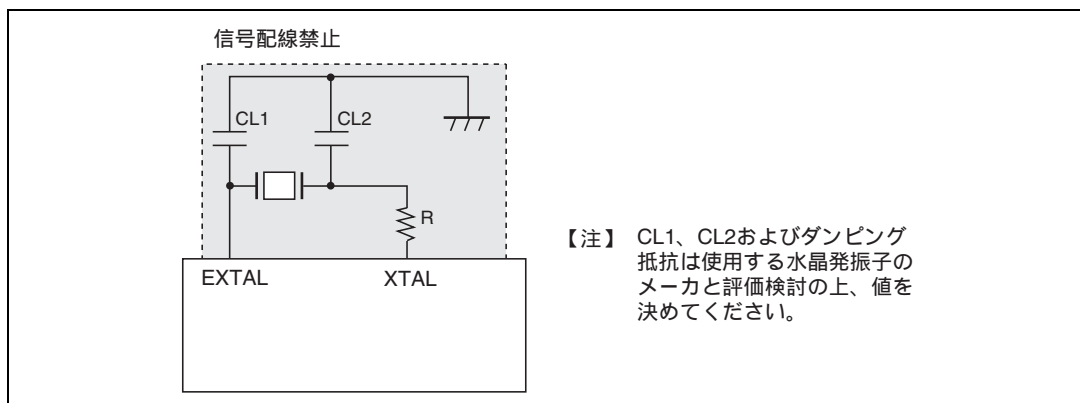 信号配線禁止
CL1
CL2
R
EXTAL
XTAL
【注】 CL1、CL2およびダンピング
抵抗は使用する水晶発振子の
メーカと評価検討の上、値を
決めてください。